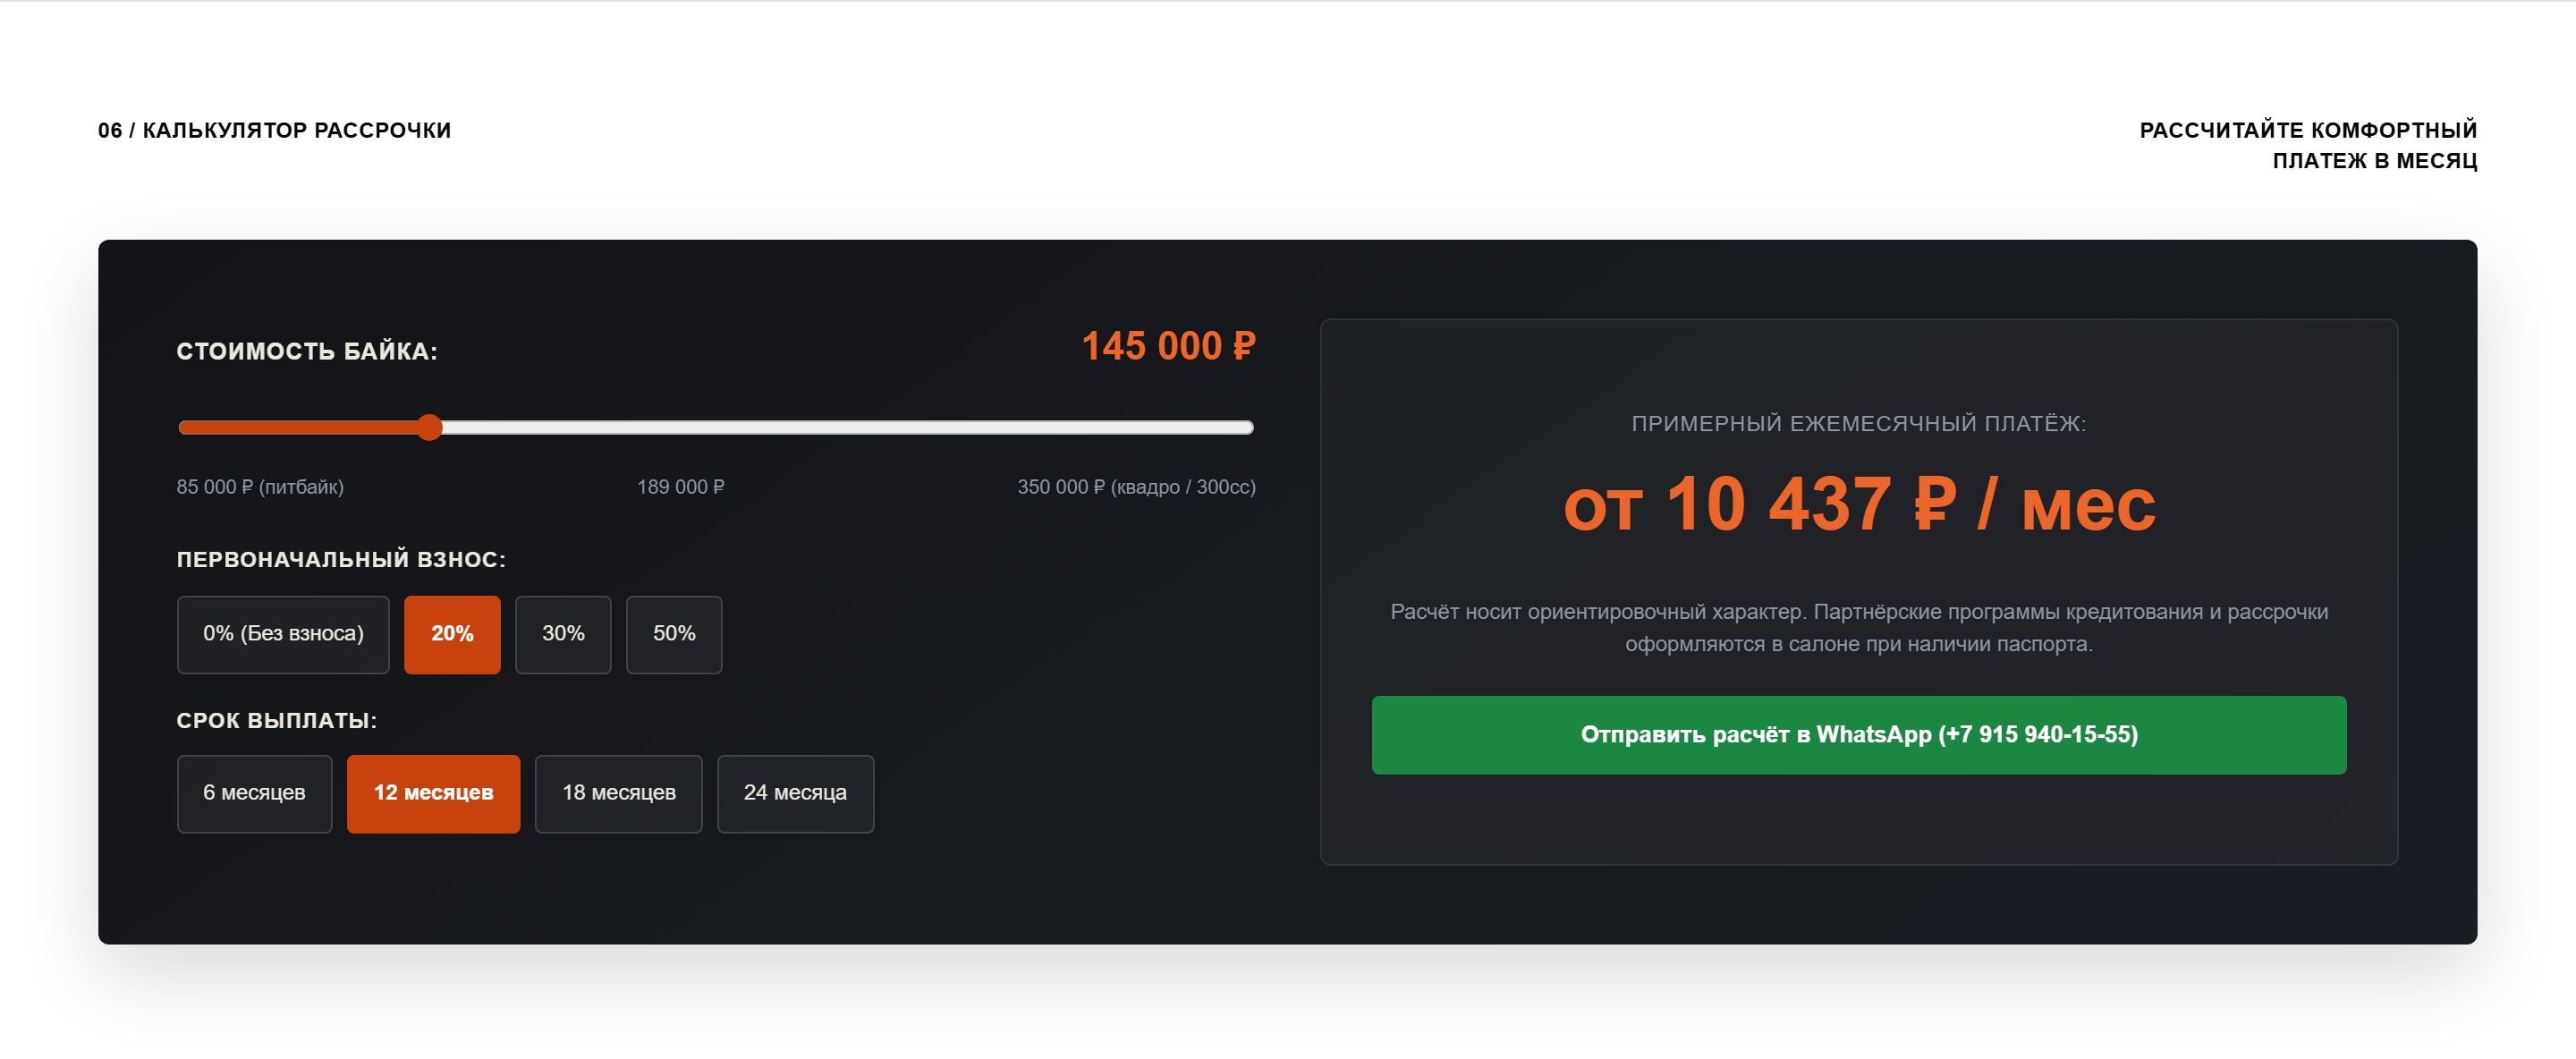 06 / КАЛЬКУЛЯТОР РАССРОЧКИ
РАССЧИТАЙТЕ КОМФОРТНЫЙ
ПЛАТЕЖ В МЕСЯЦ
СТОИМОСТЬ БАЙКА:
145 000 ₽
85 000 ₽ (питбайк)
189 000 ₽
350 000 ₽ (квадро / 300сс)
ПЕРВОНАЧАЛЬНЫЙ ВЗНОС:
0% (Без взноса)
20%
30%
50%
СРОК ВЫПЛАТЫ:
6 месяцев
12 месяцев
18 месяцев
24 месяца
ПРИМЕРНЫЙ ЕЖЕМЕСЯЧНЫЙ ПЛАТЁЖ:
от 10 437 ₽ / мес
Расчёт носит ориентировочный характер. Партнёрские программы кредитования и рассрочки
оформляются в салоне при наличии паспорта.
Отправить расчёт в WhatsApp (+7 915 940-15-55)